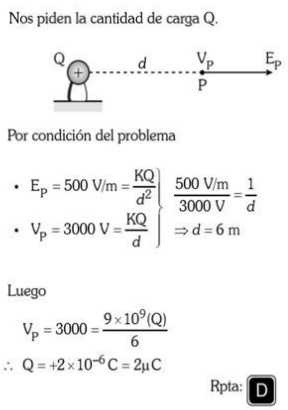 Nos piden la cantidad de carga Q.
Q + d V_P E_P
P
Por condición del problema
• E_P = 500 V/m = KQ/d²
• V_P = 3000 V = KQ/d
500 V/m / 3000 V = 1/d
⇒ d = 6 m
Luego
V_P = 3000 = 9×10⁹(Q)/6
∴ Q = +2×10⁻⁶ C = 2μC
Rpta: D